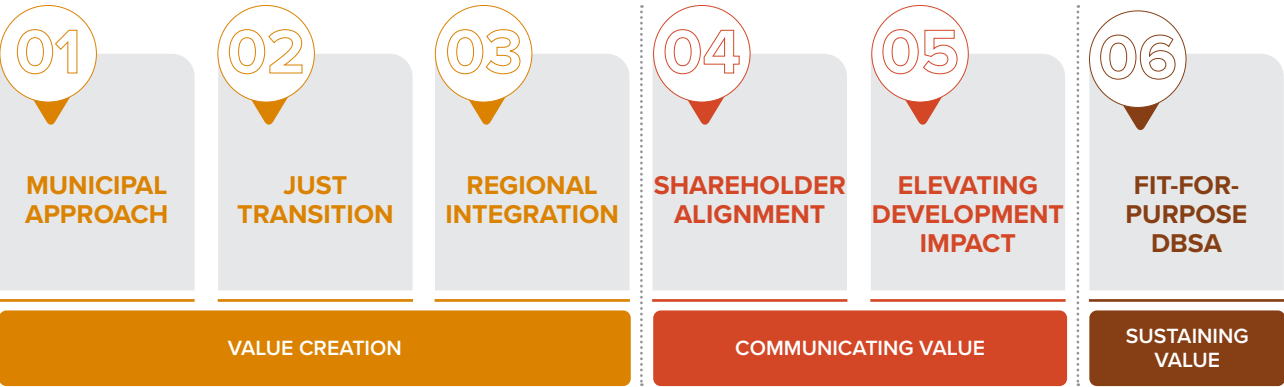 01
MUNICIPAL
APPROACH
02
JUST
TRANSITION
03
REGIONAL
INTEGRATION
04
SHAREHOLDER
ALIGNMENT
05
ELEVATING
DEVELOPMENT
IMPACT
06
FIT-FOR-
PURPOSE
DBSA
VALUE CREATION
COMMUNICATING VALUE
SUSTAINING
VALUE